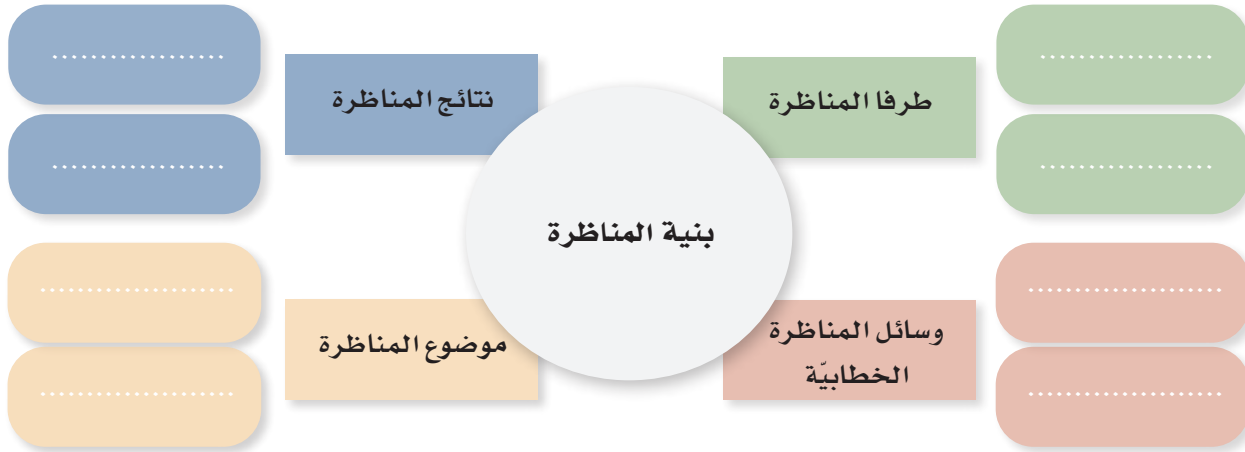 طرفا المناظرة
نتائج المناظرة
بنية المناظرة
وسائل المناظرة
الخطابيّة
موضوع المناظرة